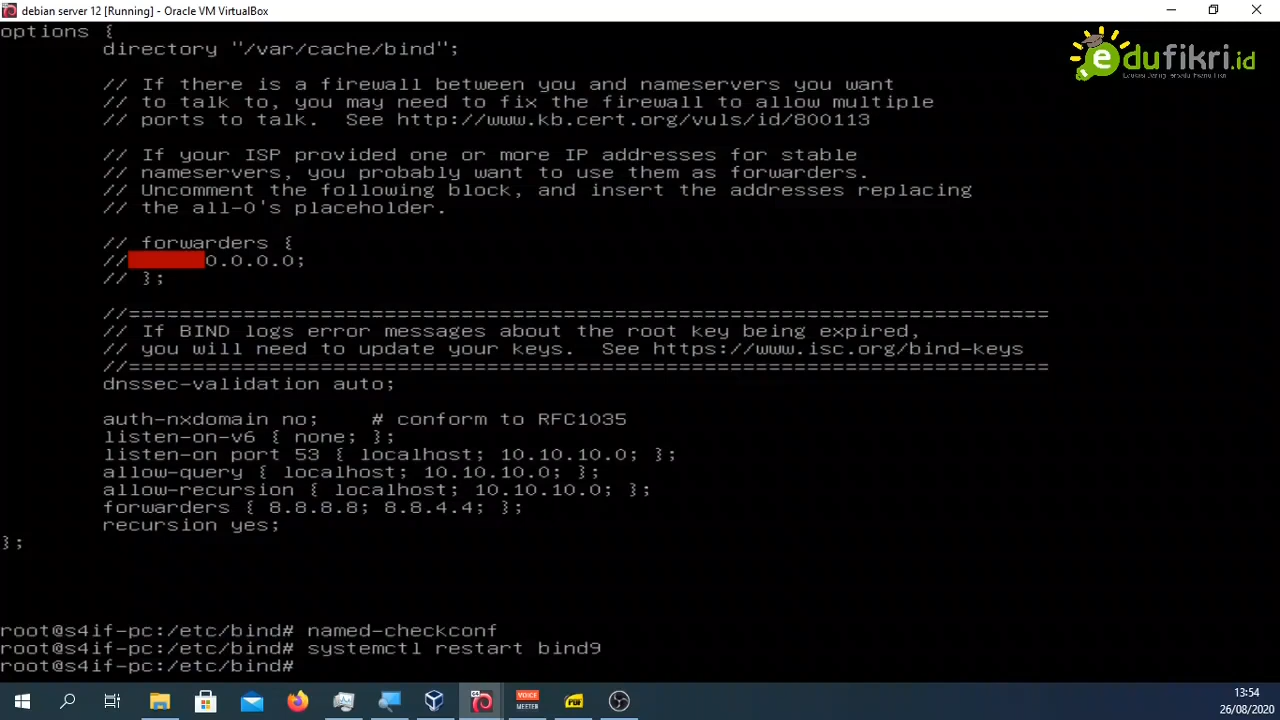 debian server 12 [Running] - Oracle VM VirtualBox
edufikri.id
options {
directory "/var/cache/bind";
// If there is a firewall between you and nameservers you want
// to talk to, you may need to fix the firewall to allow multiple
// ports to talk.  See http://www.kb.cert.org/vuls/id/800113
// If your ISP provided one or more IP addresses for stable
// nameservers, you probably want to use them as forwarders.
// Uncomment the following block, and insert the addresses replacing
// the all-0's placeholder.
// forwarders {
// 0.0.0.0;
// };
//=========================================================================
// If BIND logs error messages about the root key being expired,
// you will need to update your keys.  See https://www.isc.org/bind-keys
//=========================================================================
dnssec-validation auto;
auth-nxdomain no;    # conform to RFC1035
listen-on-v6 { none; };
listen-on port 53 { localhost; 10.10.10.0; };
allow-query { localhost; 10.10.10.0; };
allow-recursion { localhost; 10.10.10.0; };
forwarders { 8.8.8.8; 8.8.4.4; };
recursion yes;
};
root@s4if-pc:/etc/bind# named-checkconf
root@s4if-pc:/etc/bind# systemctl restart bind9
root@s4if-pc:/etc/bind#
VOICE
MEETER
13:54
26/08/2020